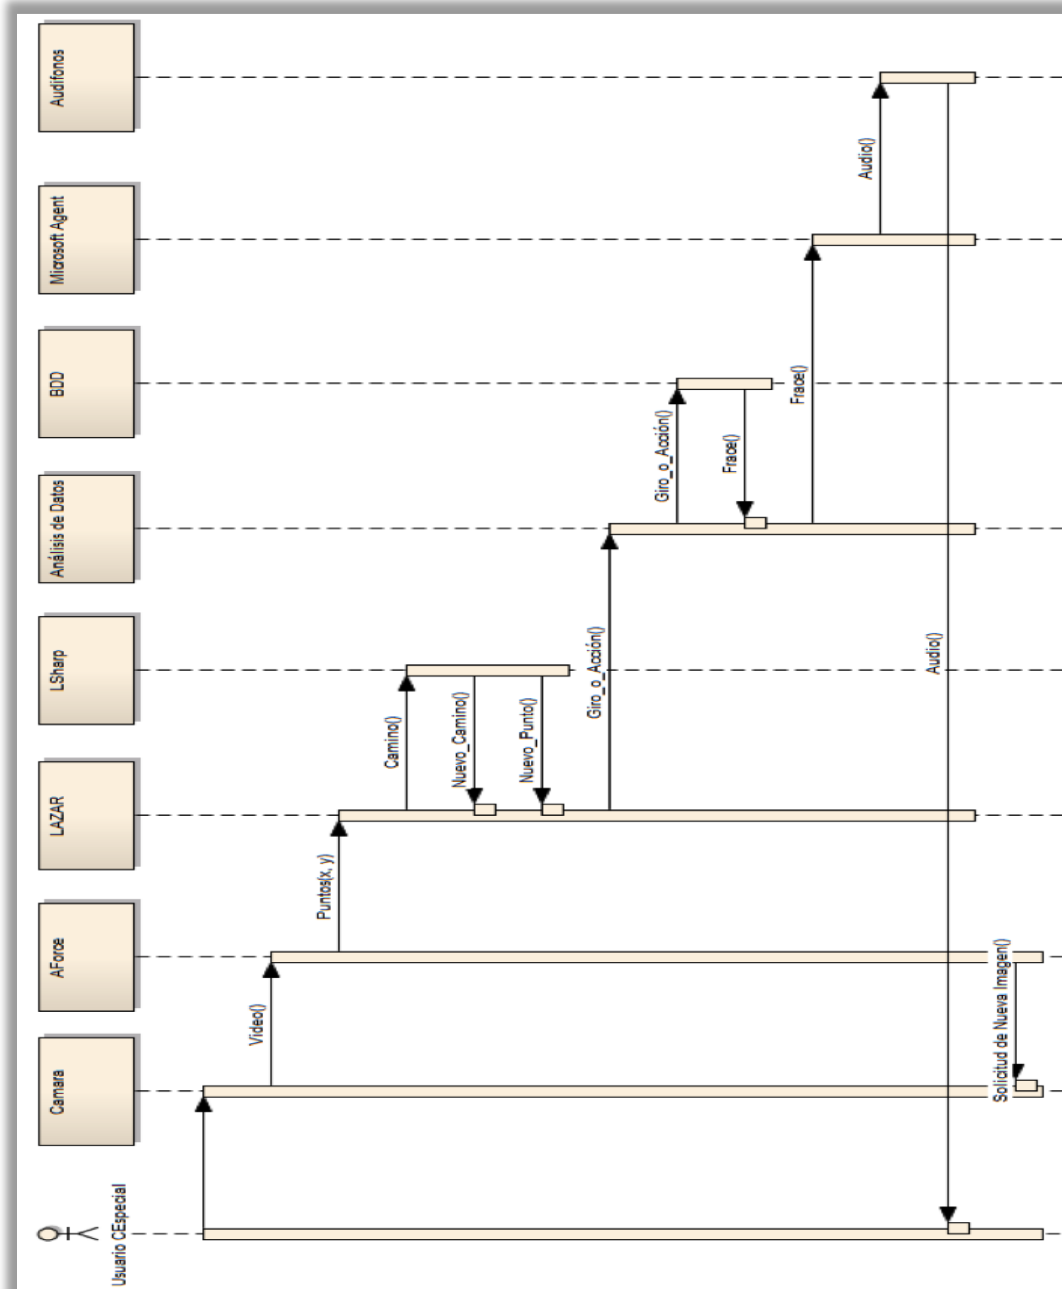 Usuario CEspecial
Camara
AForce
LAZAR
LSharp
Análisis de Datos
BDD
Microsoft Agent
Audífonos
Video()
Puntos(x, y)
Camino()
Nuevo_Camino()
Nuevo_Punto()
Giro_o_Acción()
Giro_o_Acción()
Frace()
Frace()
Audio()
Audio()
Solicitud de Nueva Imagen()